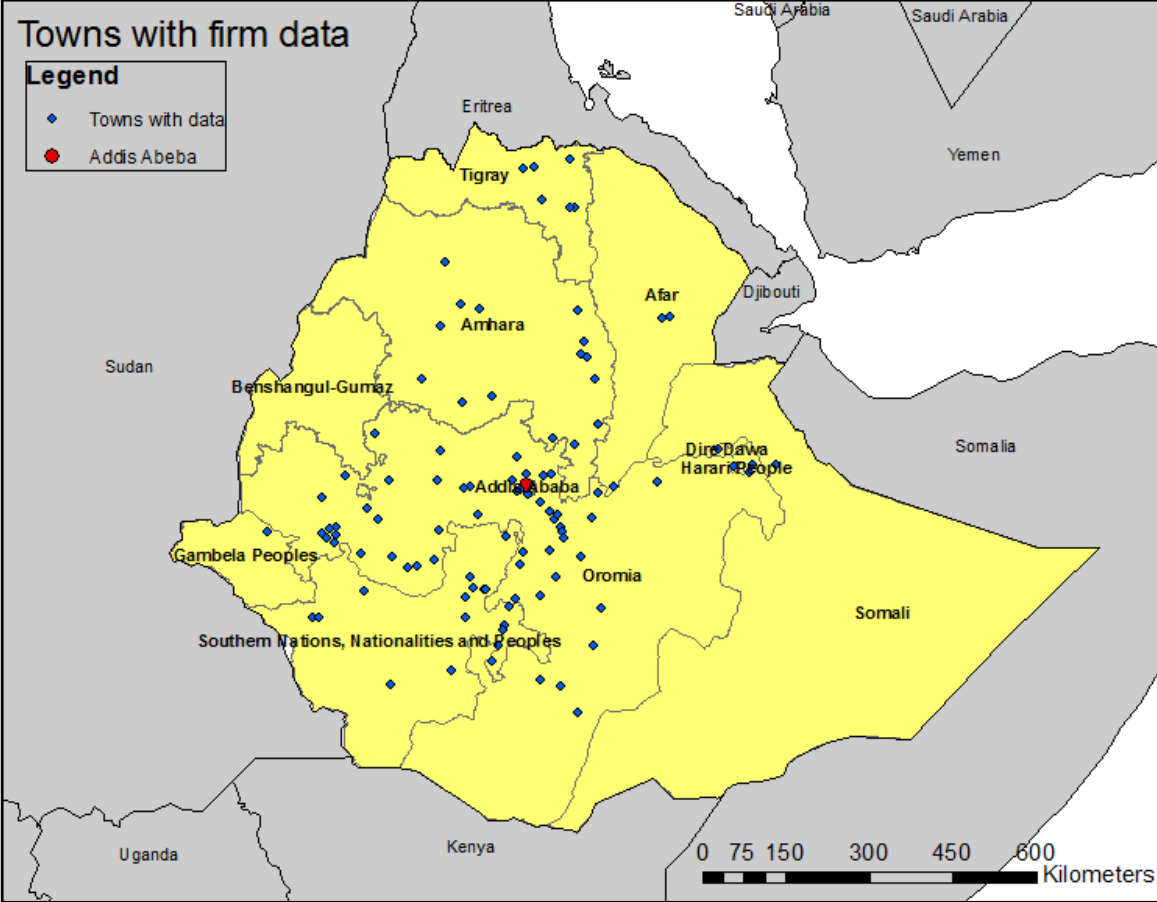 Saudi Arabia
Saudi Arabia
Towns with firm data
Legend
Towns with data
Addis Abeba
Eritrea
Yemen
Tigray
Afar
Djibouti
Amhara
Sudan
Benshangul-Gumaz
Somalia
Dire Dawa
Harari People
Addis Ababa
Gambela Peoples
Oromia
Somali
Southern Nations, Nationalities and Peoples
Uganda
Kenya
0 75 150 300 450 600
Kilometers